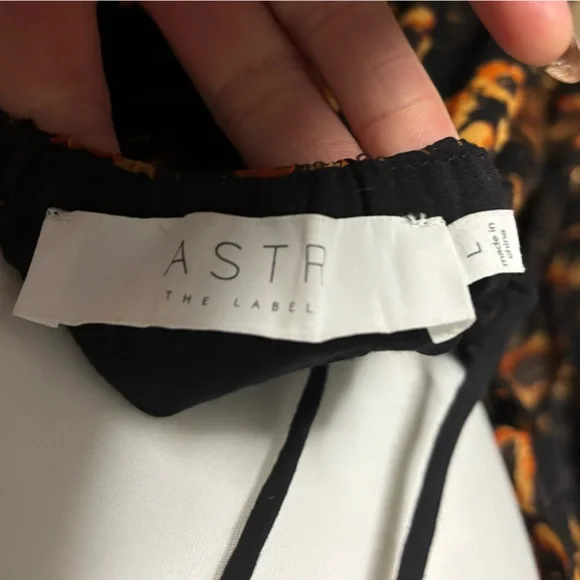 ASTR
THE LABEL
L
made in
china